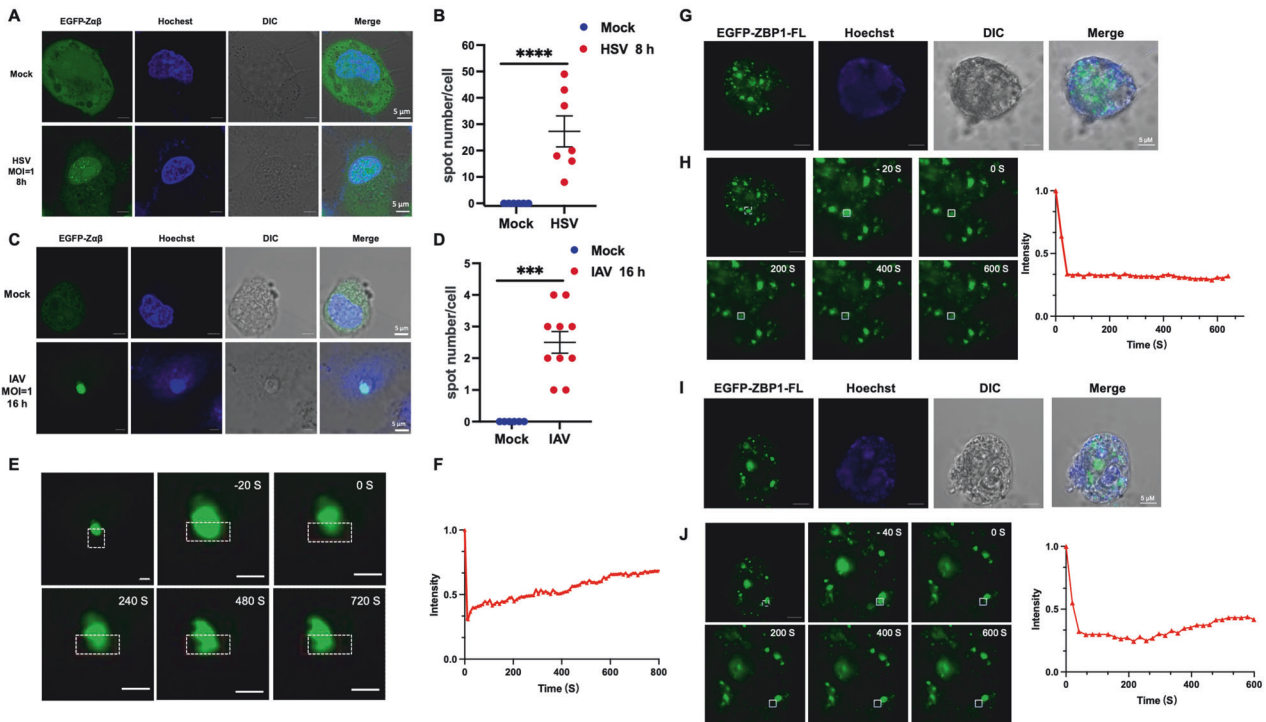 A
EGFP-Zαβ Hochest DIC Merge
Mock
5 μm
HSV
MOI=1
8h
5 μm
B
Mock
HSV 8 h
****
spot number/cell
60
50
40
30
20
10
0
Mock HSV
C
EGFP-Zαβ Hoechst DIC Merge
Mock
5 μm
IAV
MOI=1
16 h
5 μm
D
Mock
IAV 16 h
***
spot number/cell
5
4
3
2
1
0
Mock IAV
E
-20 S 0 S
240 S 480 S 720 S
F
Intensity
1.0
0.5
0.0
0 200 400 600 800
Time (S)
G
EGFP-ZBP1-FL Hoechst DIC Merge
5 μM
H
- 20 S 0 S
200 S 400 S 600 S
Intensity
1.0
0.5
0.0
0 200 400 600
Time (S)
I
EGFP-ZBP1-FL Hoechst DIC Merge
5 μM
J
- 40 S 0 S
200 S 400 S 600 S
Intensity
1.0
0.5
0.0
0 200 400 600
Time (S)